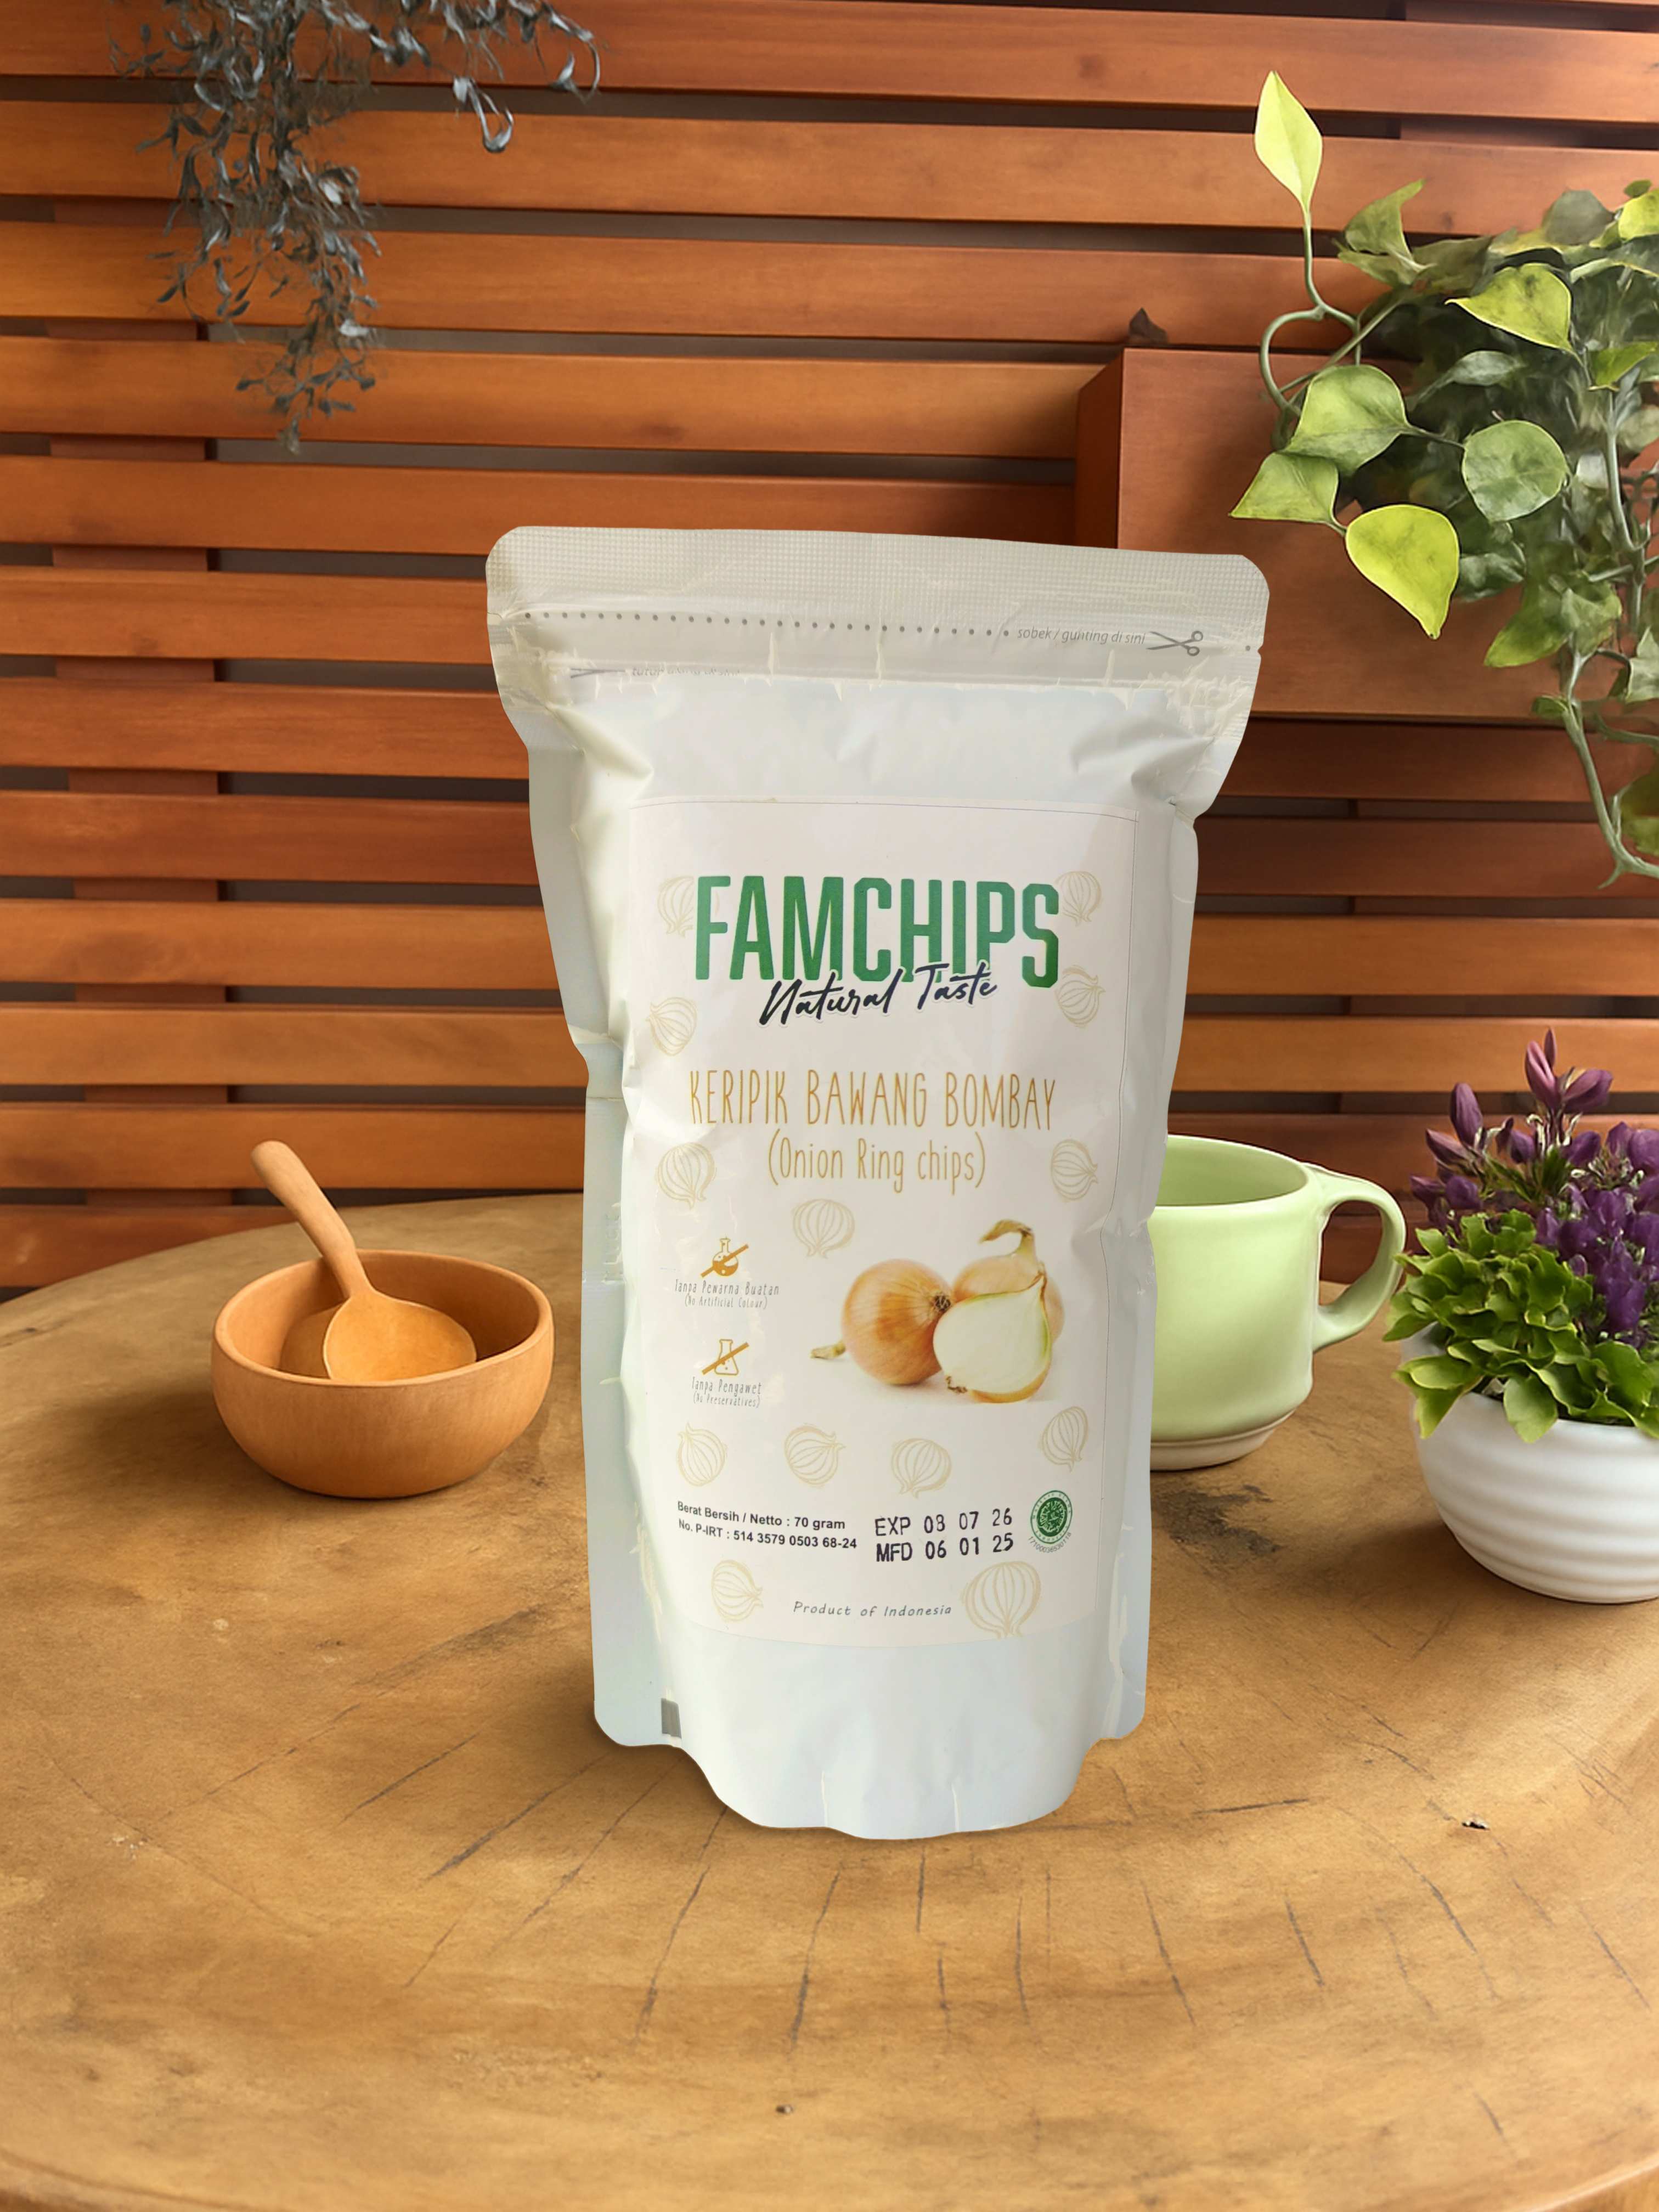 sobek / gunting di sini
FAMCHIPS
Natural Taste
KERIPIK BAWANG BOMBAY
(Onion Ring chips)
Tanpa Pewarna Buatan
(No Artificial Colour)
Tanpa Pengawet
(No Preservatives)
Berat Bersih / Netto : 70 gram
No. P-IRT : 514 3579 0503 68-24
EXP 03 07 26
MFD 06 01 25
Product of Indonesia